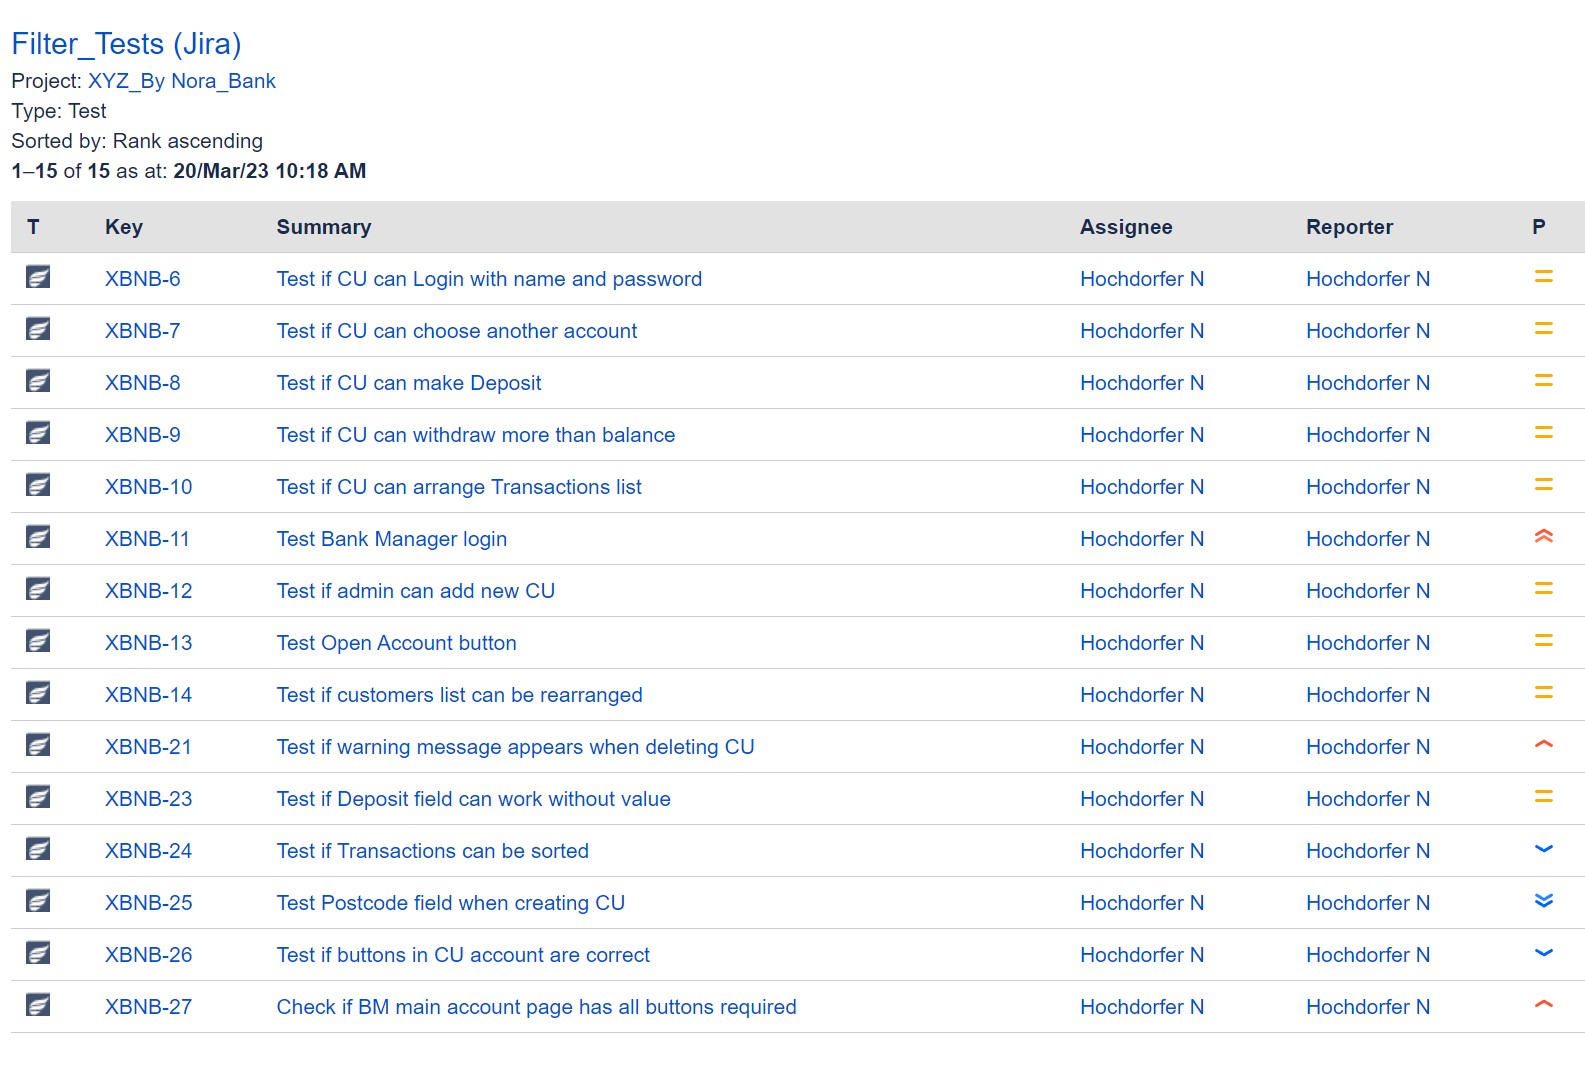 Filter_Tests (Jira)
Project: XYZ_By Nora_Bank
Type: Test
Sorted by: Rank ascending
1–15 of 15 as at: 20/Mar/23 10:18 AM
T Key Summary Assignee Reporter P
XBNB-6 Test if CU can Login with name and password Hochdorfer N Hochdorfer N
XBNB-7 Test if CU can choose another account Hochdorfer N Hochdorfer N
XBNB-8 Test if CU can make Deposit Hochdorfer N Hochdorfer N
XBNB-9 Test if CU can withdraw more than balance Hochdorfer N Hochdorfer N
XBNB-10 Test if CU can arrange Transactions list Hochdorfer N Hochdorfer N
XBNB-11 Test Bank Manager login Hochdorfer N Hochdorfer N
XBNB-12 Test if admin can add new CU Hochdorfer N Hochdorfer N
XBNB-13 Test Open Account button Hochdorfer N Hochdorfer N
XBNB-14 Test if customers list can be rearranged Hochdorfer N Hochdorfer N
XBNB-21 Test if warning message appears when deleting CU Hochdorfer N Hochdorfer N
XBNB-23 Test if Deposit field can work without value Hochdorfer N Hochdorfer N
XBNB-24 Test if Transactions can be sorted Hochdorfer N Hochdorfer N
XBNB-25 Test Postcode field when creating CU Hochdorfer N Hochdorfer N
XBNB-26 Test if buttons in CU account are correct Hochdorfer N Hochdorfer N
XBNB-27 Check if BM main account page has all buttons required Hochdorfer N Hochdorfer N